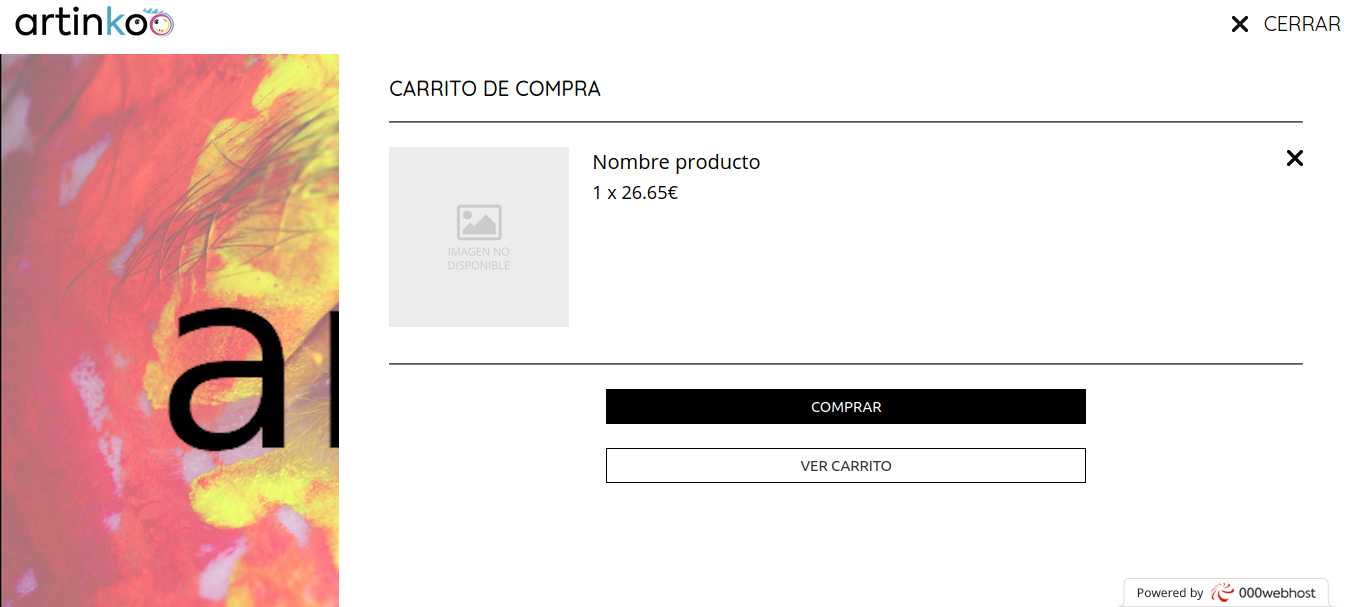 artinkoo
CERRAR
CARRITO DE COMPRA
Nombre producto
1 x 26.65€
IMAGEN NO
DISPONIBLE
a
COMPRAR
VER CARRITO
Powered by 000webhost